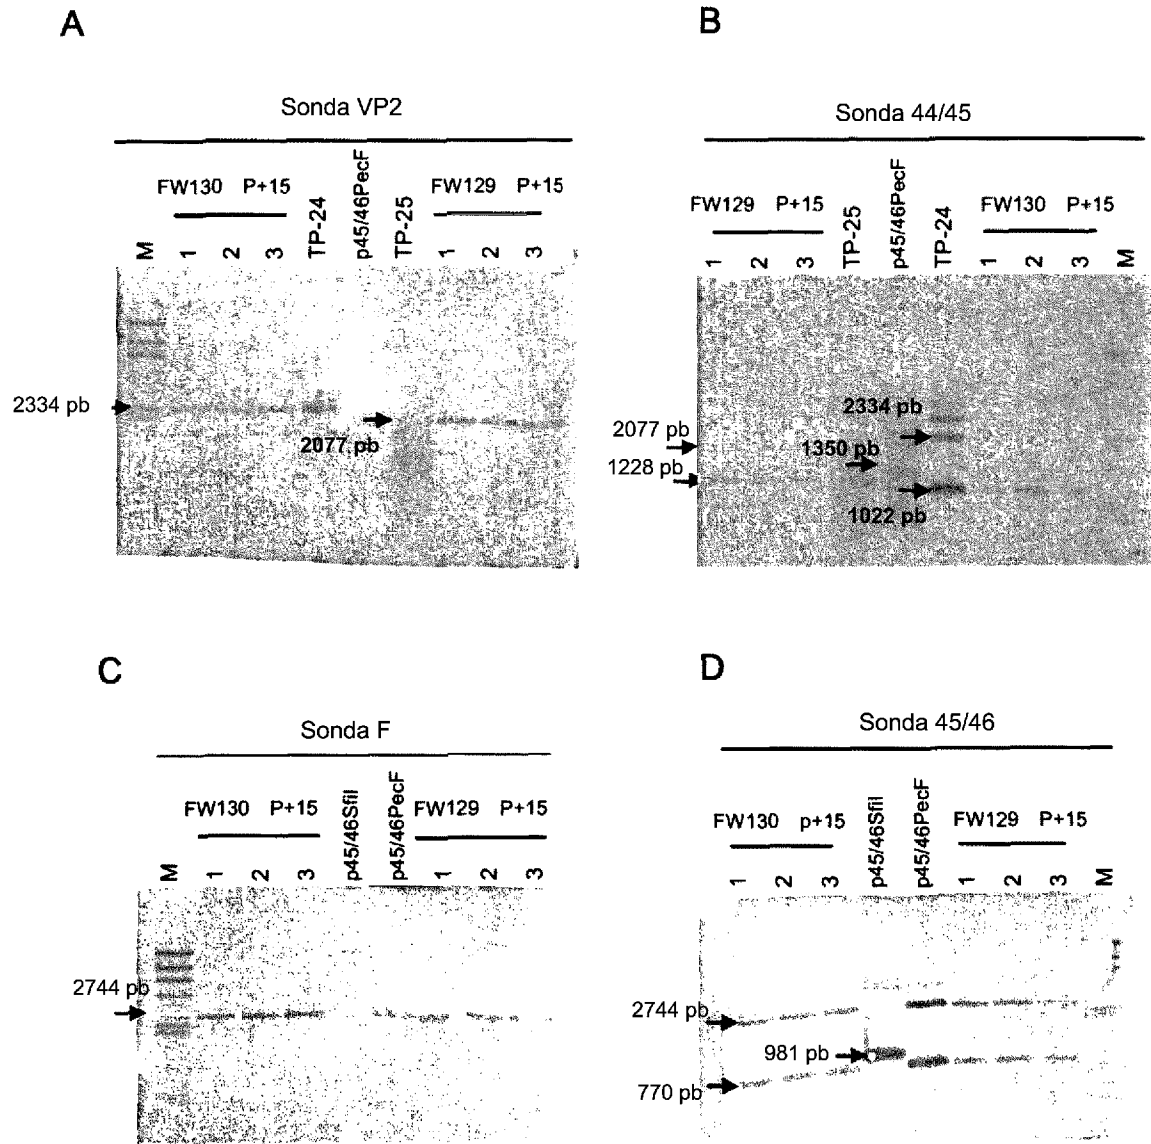 A
Sonda VP2
FW130 P+15
TP-24
p45/46PecF
TP-25
FW129 P+15
M
1
2
3
1
2
3
2334 pb
2077 pb
B
Sonda 44/45
FW129 P+15
TP-25
p45/46PecF
TP-24
FW130 P+15
1
2
3
1
2
3
M
2334 pb
2077 pb
1350 pb
1228 pb
1022 pb
C
Sonda F
FW130 P+15
p45/46SfiI
p45/46PecF
FW129 P+15
M
1
2
3
1
2
3
2744 pb
D
Sonda 45/46
FW130 p+15
p45/46SfiI
p45/46PecF
FW129 P+15
1
2
3
1
2
3
M
2744 pb
981 pb
770 pb